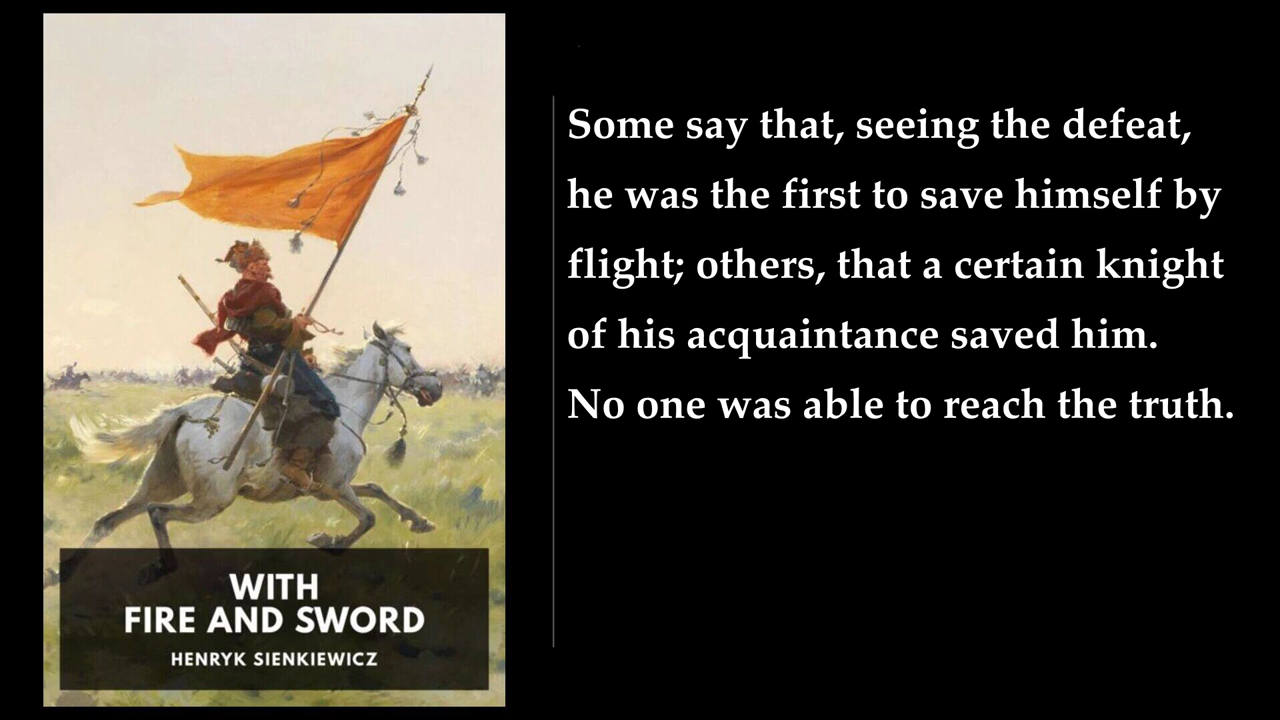 Some say that, seeing the defeat,
he was the first to save himself by
flight; others, that a certain knight
of his acquaintance saved him.
No one was able to reach the truth.
WITH
FIRE AND SWORD
HENRYK SIENKIEWICZ